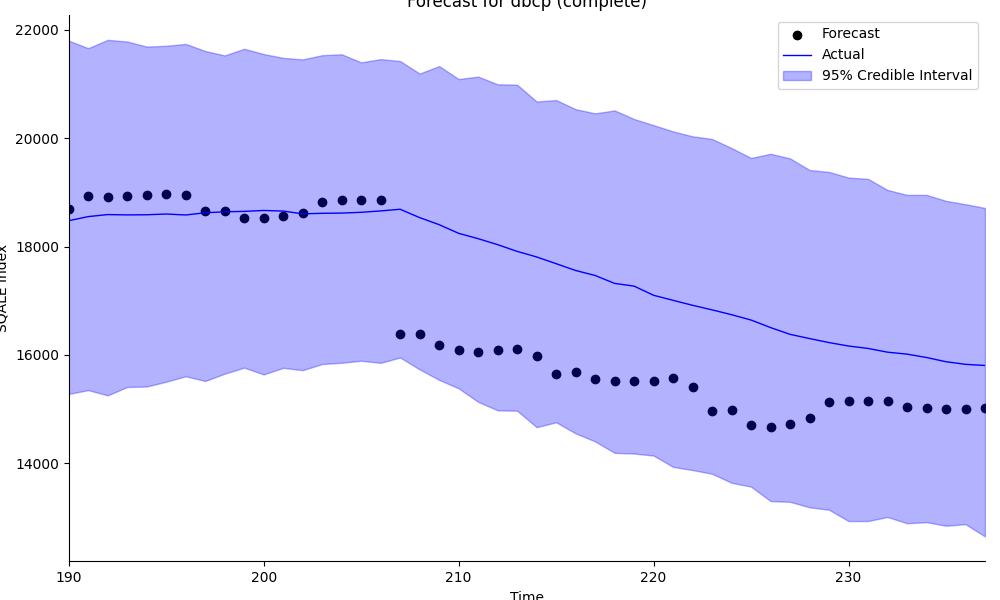 Forecast for dbcp (complete)
22000
20000
18000
16000
14000
SQALE Index
190
200
210
220
230
Time
Forecast
Actual
95% Credible Interval